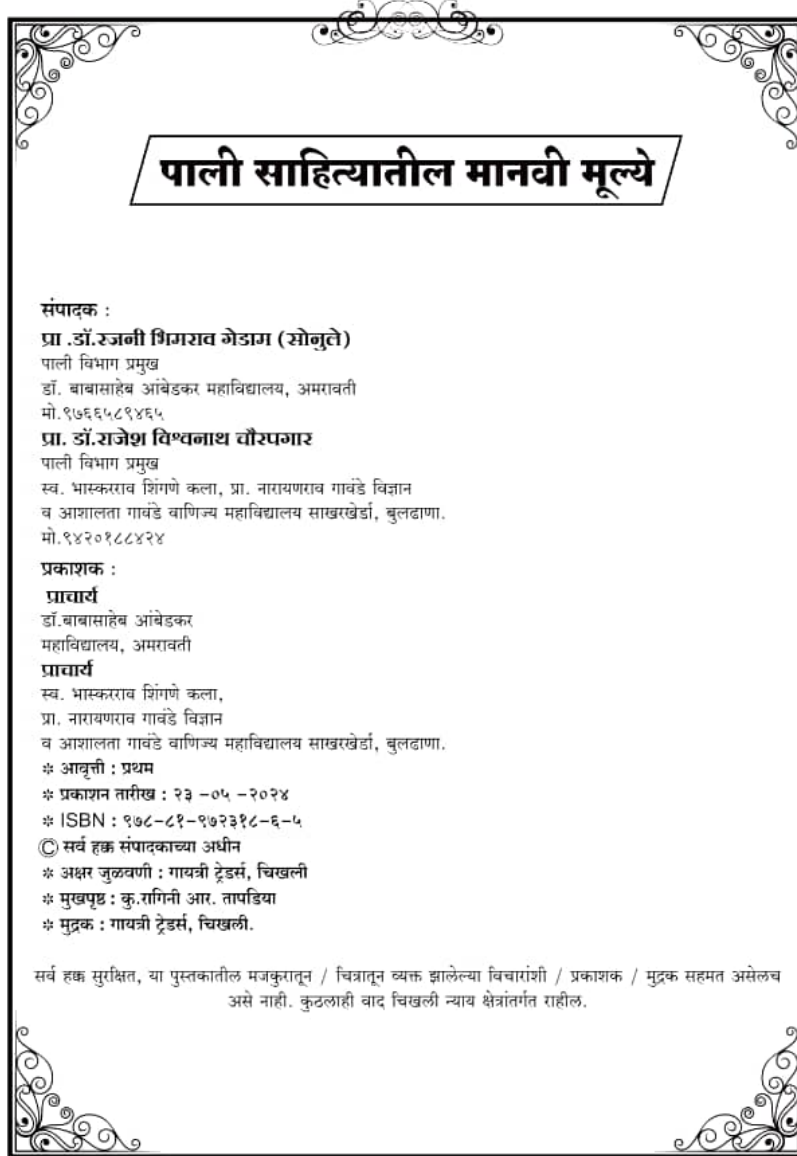 पाली साहित्यातील मानवी मूल्ये
संपादक :
प्रा .डॉ.रजनी भिमराव गेडाम (सोनुले)
पाली विभाग प्रमुख
डॉ. बाबासाहेब आंबेडकर महाविद्यालय, अमरावती
मो.९७६६५८९४६५
प्रा. डॉ.राजेश विश्वनाथ चौरपगार
पाली विभाग प्रमुख
स्व. भास्करराव शिंगणे कला, प्रा. नारायणराव गावंडे विज्ञान
व आशालता गावंडे वाणिज्य महाविद्यालय साखरखेर्डा, बुलढाणा.
मो.९४२०१८८४२४
प्रकाशक :
प्राचार्य
डॉ.बाबासाहेब आंबेडकर
महाविद्यालय, अमरावती
प्राचार्य
स्व. भास्करराव शिंगणे कला,
प्रा. नारायणराव गावंडे विज्ञान
व आशालता गावंडे वाणिज्य महाविद्यालय साखरखेर्डा, बुलढाणा.
❉ आवृत्ती : प्रथम
❉ प्रकाशन तारीख : २३ -०५ -२०२४
❉ ISBN : ९७८-८१-९७२३१८-६-५
© सर्व हक्क संपादकाच्या अधीन
❉ अक्षर जुळवणी : गायत्री ट्रेडर्स, चिखली
❉ मुखपृष्ठ : कु.रागिनी आर. तापडिया
❉ मुद्रक : गायत्री ट्रेडर्स, चिखली.
सर्व हक्क सुरक्षित, या पुस्तकातील मजकुरातून / चित्रातून व्यक्त झालेल्या विचारांशी / प्रकाशक / मुद्रक सहमत असेलच
असे नाही. कुठलाही वाद चिखली न्याय क्षेत्रांतर्गत राहील.